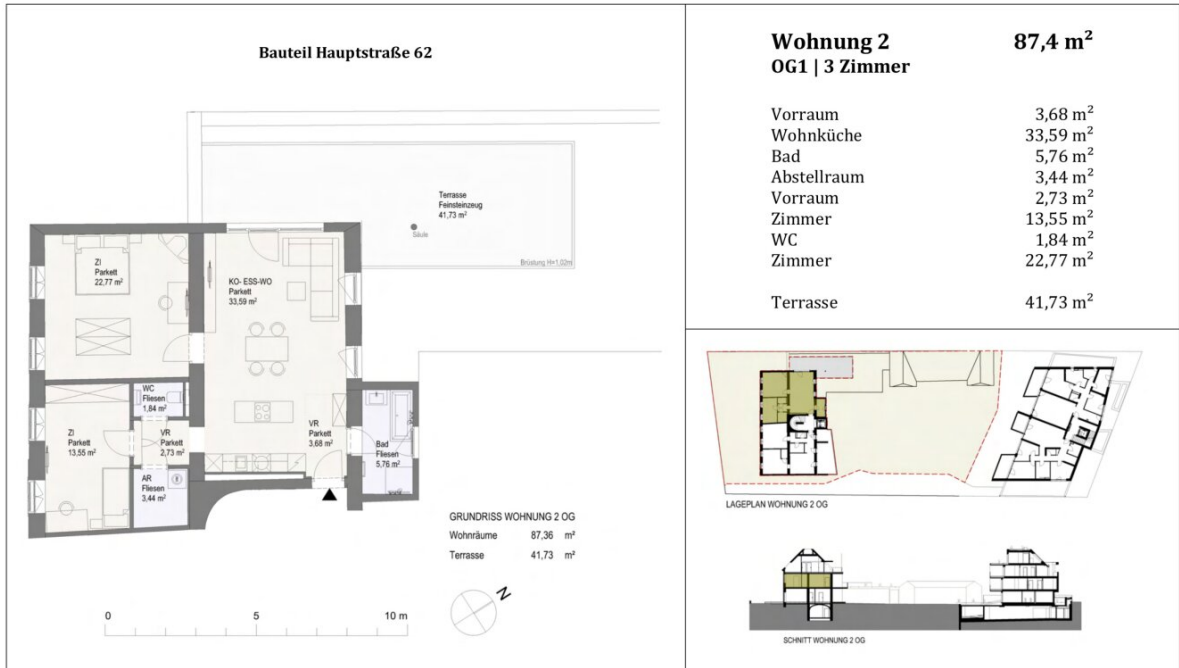 Bauteil Hauptstraße 62
Terrasse
Feinsteinzeug
41,73 m²
Säule
Brüstung H=1,02m
ZI
Parkett
22,77 m²
KO- ESS-WO
Parkett
33,59 m²
WC
Fliesen
1,84 m²
ZI
Parkett
13,55 m²
VR
Parkett
2,73 m²
VR
Parkett
3,68 m²
Bad
Fliesen
5,76 m²
AR
Fliesen
3,44 m²
GRUNDRISS WOHNUNG 2 OG
Wohnräume 87,36 m²
Terrasse 41,73 m²
N
0 5 10 m
Wohnung 2 87,4 m²
OG1 | 3 Zimmer
Vorraum 3,68 m²
Wohnküche 33,59 m²
Bad 5,76 m²
Abstellraum 3,44 m²
Vorraum 2,73 m²
Zimmer 13,55 m²
WC 1,84 m²
Zimmer 22,77 m²
Terrasse 41,73 m²
LAGEPLAN WOHNUNG 2 OG
SCHNITT WOHNUNG 2 OG